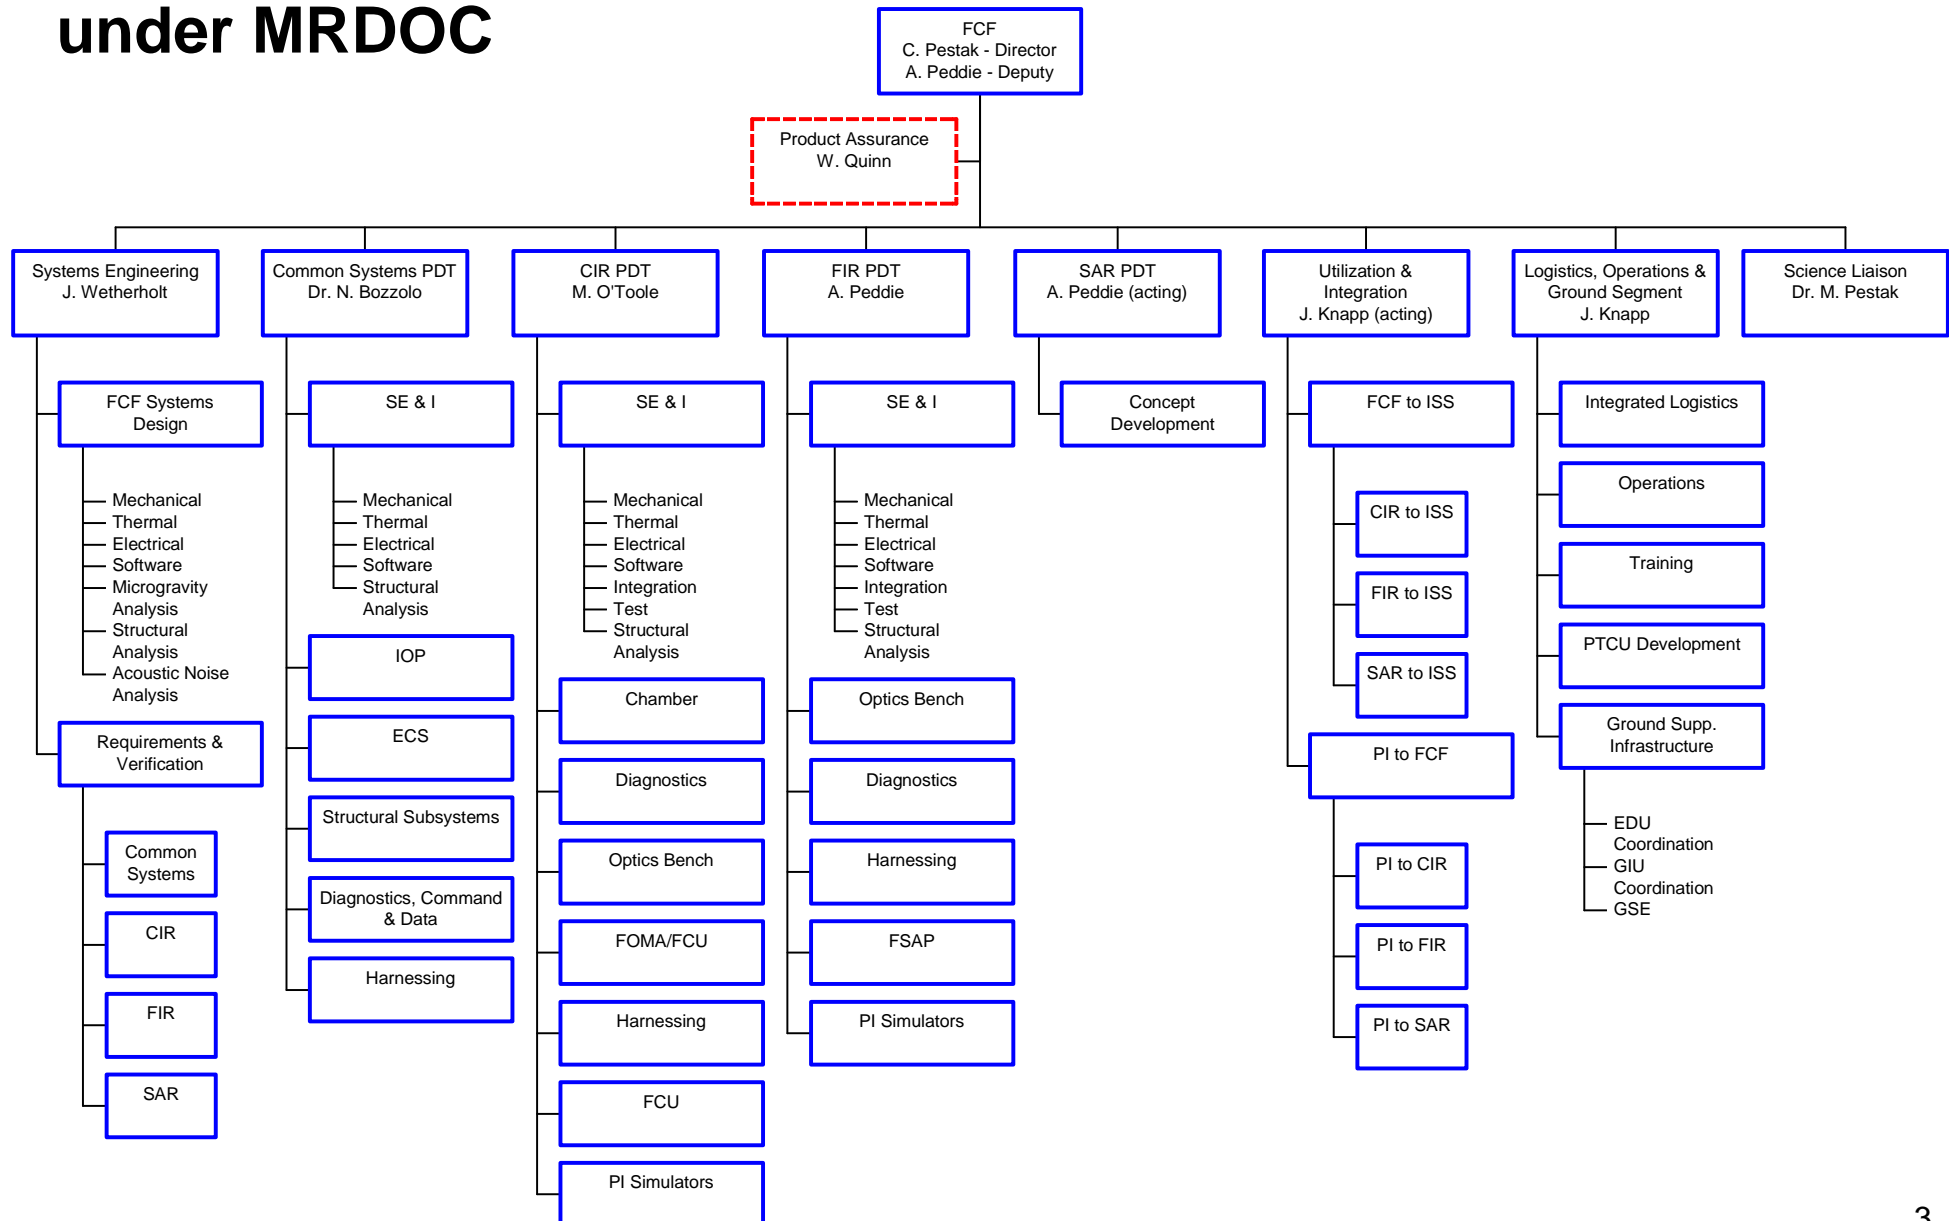 under MRDOC
FCF
C. Pestak - Director
A. Peddie - Deputy
Product Assurance
W. Quinn
Systems Engineering
J. Wetherholt
Common Systems PDT
Dr. N. Bozzolo
CIR PDT
M. O'Toole
FIR PDT
A. Peddie
SAR PDT
A. Peddie (acting)
Utilization &
Integration
J. Knapp (acting)
Logistics, Operations &
Ground Segment
J. Knapp
Science Liaison
Dr. M. Pestak
FCF Systems
Design
Mechanical
Thermal
Electrical
Software
Microgravity
Analysis
Structural
Analysis
Acoustic Noise
Analysis
Requirements &
Verification
Common
Systems
CIR
FIR
SAR
SE & I
Mechanical
Thermal
Electrical
Software
Structural
Analysis
IOP
ECS
Structural Subsystems
Diagnostics, Command
& Data
Harnessing
SE & I
Mechanical
Thermal
Electrical
Software
Integration
Test
Structural
Analysis
Chamber
Diagnostics
Optics Bench
FOMA/FCU
Harnessing
FCU
PI Simulators
SE & I
Mechanical
Thermal
Electrical
Software
Integration
Test
Structural
Analysis
Optics Bench
Diagnostics
Harnessing
FSAP
PI Simulators
Concept
Development
FCF to ISS
CIR to ISS
FIR to ISS
SAR to ISS
PI to FCF
PI to CIR
PI to FIR
PI to SAR
Integrated Logistics
Operations
Training
PTCU Development
Ground Supp.
Infrastructure
EDU
Coordination
GIU
Coordination
GSE
3